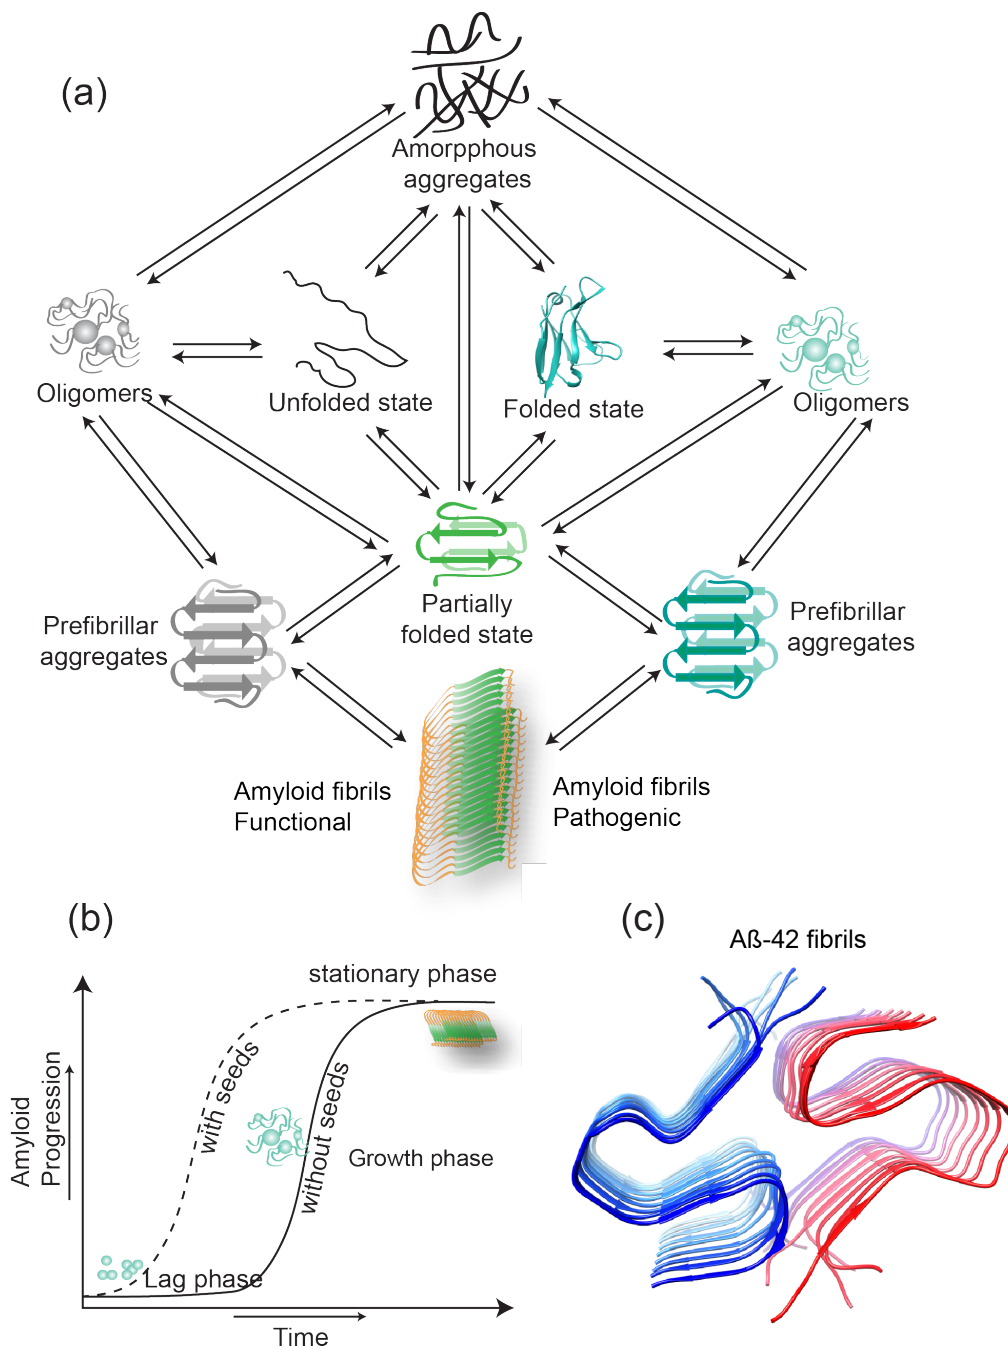 (a)
Amorpphous
aggregates
Oligomers
Unfolded state
Folded state
Oligomers
Partially
folded state
Prefibrillar
aggregates
Prefibrillar
aggregates
Amyloid fibrils
Functional
Amyloid fibrils
Pathogenic
(b)
stationary phase
with seeds
without seeds
Growth phase
Lag phase
Amyloid
Progression
Time
(c)
Aß-42 fibrils